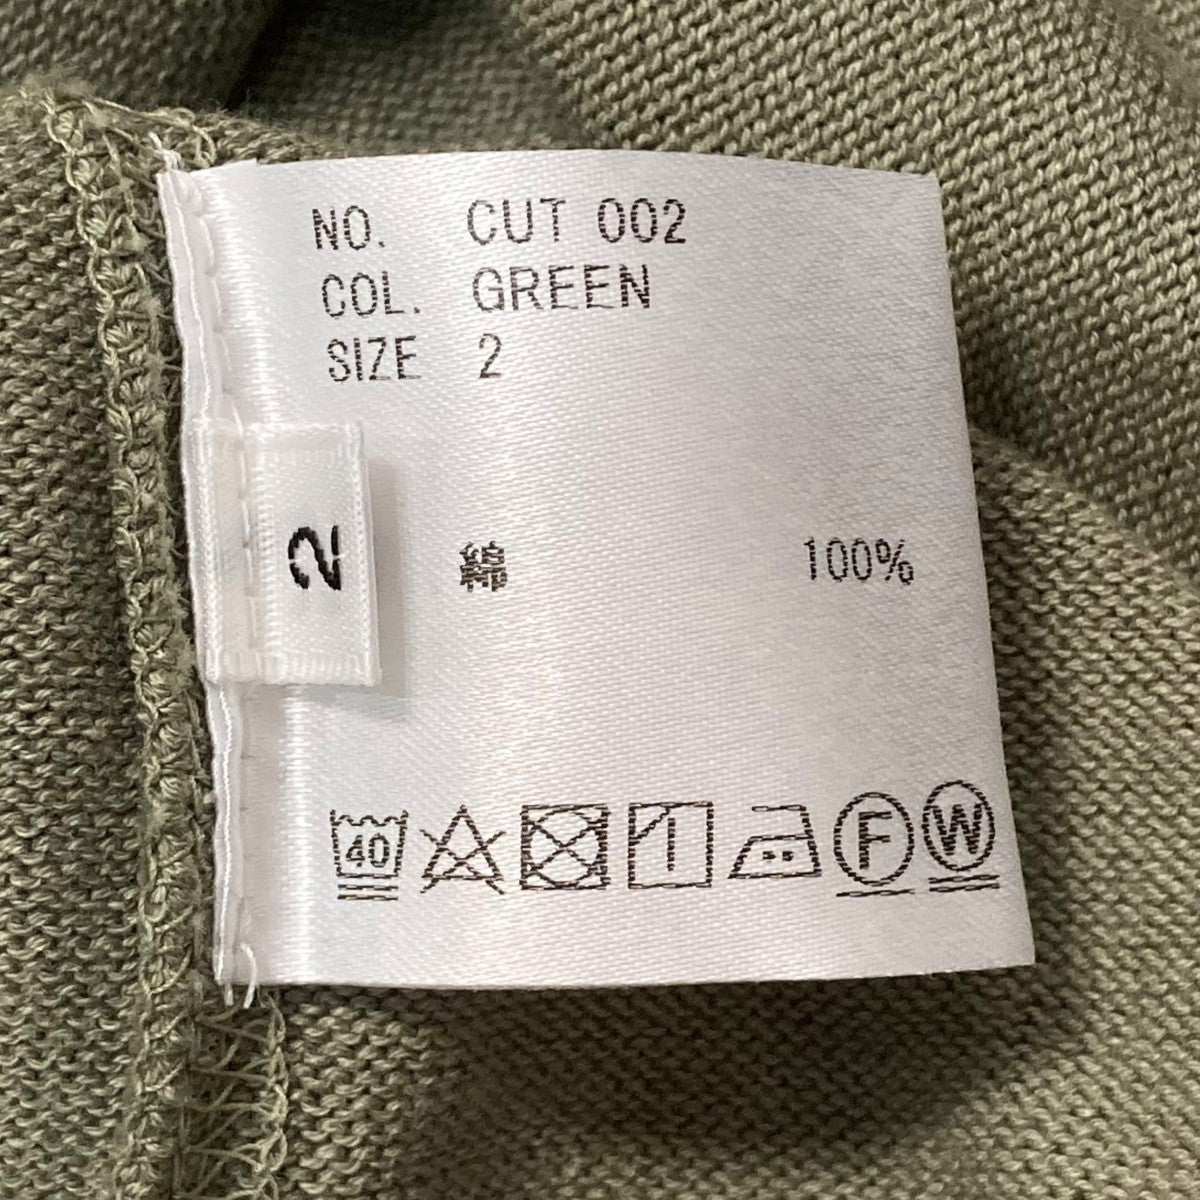 NO. CUT 002
COL. GREEN
SIZE 2
2
綿 100%
40 F W